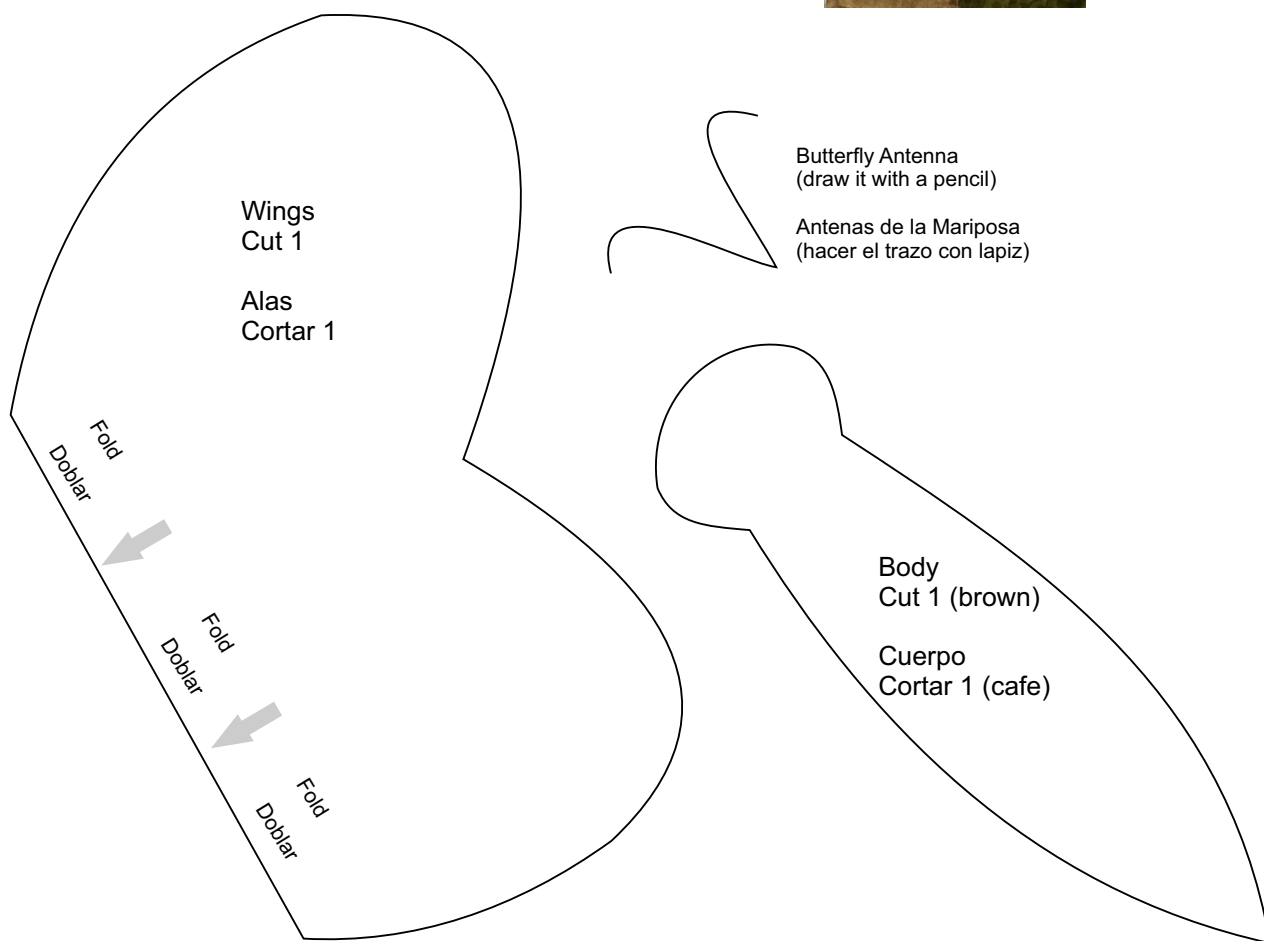 Butterfly Antenna
(draw it with a pencil)
Antenas de la Mariposa
(hacer el trazo con lapiz)
Wings
Cut 1
Alas
Cortar 1
Fold
Doblar
Fold
Doblar
Fold
Doblar
Body
Cut 1 (brown)
Cuerpo
Cortar 1 (cafe)